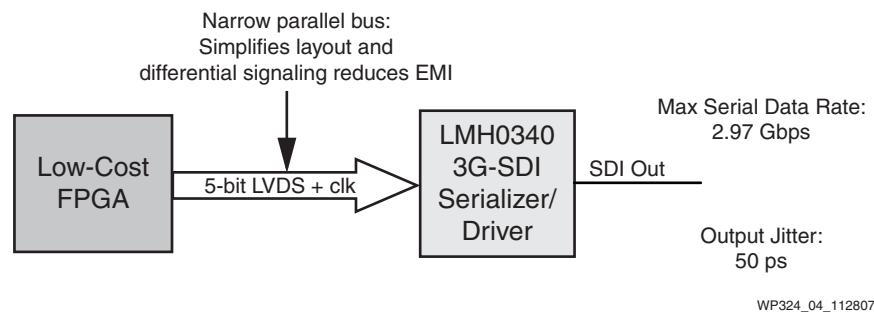 Narrow parallel bus:
Simplifies layout and
differential signaling reduces EMI
Low-Cost
FPGA
5-bit LVDS + clk
LMH0340
3G-SDI
Serializer/
Driver
SDI Out
Max Serial Data Rate:
2.97 Gbps
Output Jitter:
50 ps
WP324_04_112807